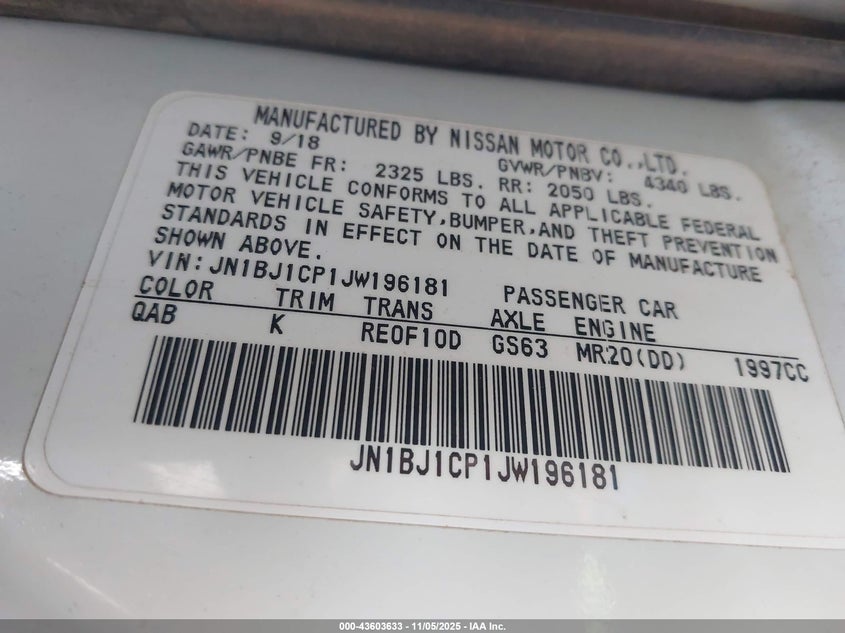 MANUFACTURED BY NISSAN MOTOR CO.,LTD.
DATE: 9/18 GVWR/PNBV: 4340 LBS.
GAWR/PNBE FR: 2325 LBS. RR: 2050 LBS.
THIS VEHICLE CONFORMS TO ALL APPLICABLE FEDERAL
MOTOR VEHICLE SAFETY,BUMPER,AND THEFT PREVENTION
STANDARDS IN EFFECT ON THE DATE OF MANUFACTURE
SHOWN ABOVE.
VIN:JN1BJ1CP1JW196181 PASSENGER CAR
COLOR TRIM TRANS AXLE ENGINE
QAB K RE0F10D GS63 MR20(DD) 1997CC
JN1BJ1CP1JW196181
000-43603633 - 11/05/2025 - IAA Inc.